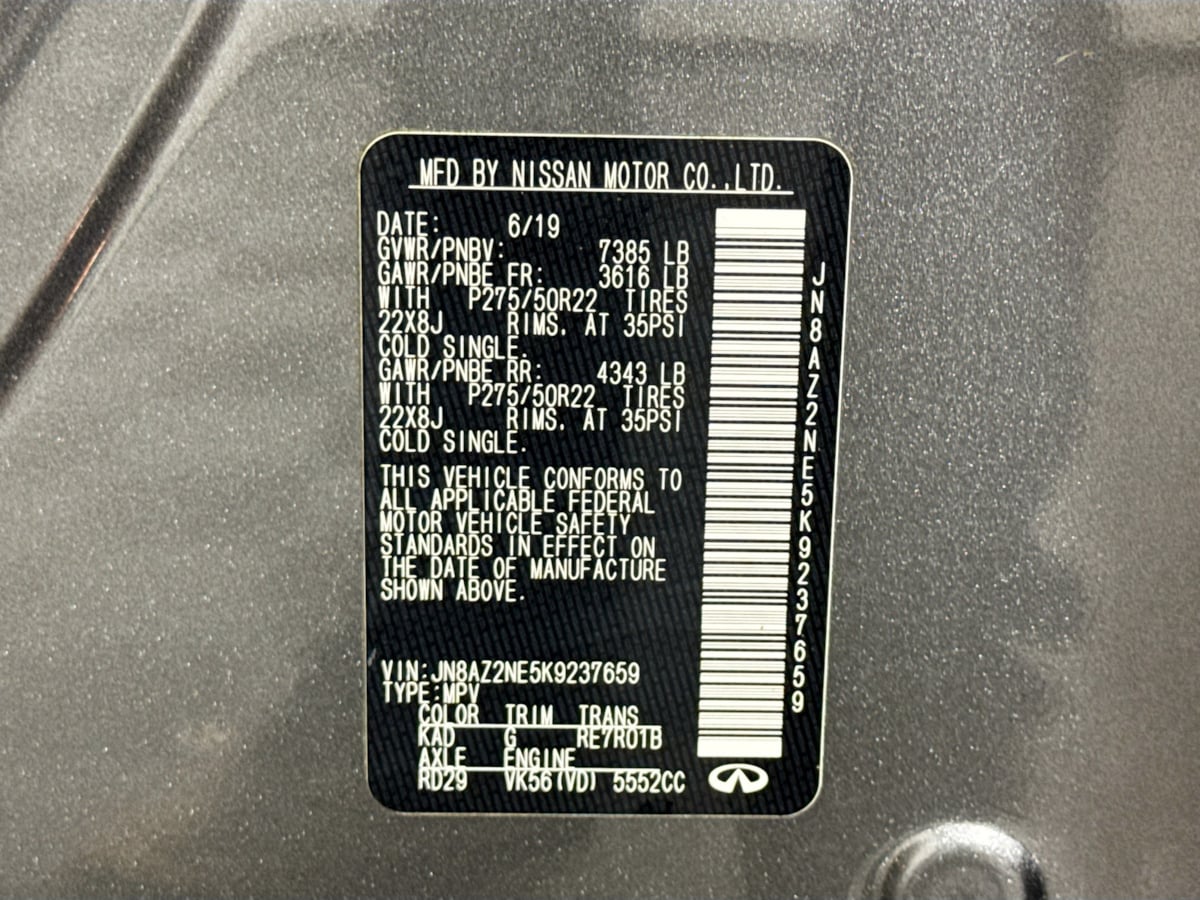 MFD BY NISSAN MOTOR CO.,LTD.
DATE: 6/19
GVWR/PNBV: 7385 LB
GAWR/PNBE FR: 3616 LB
WITH P275/50R22 TIRES
22X8J RIMS. AT 35PSI
COLD SINGLE.
GAWR/PNBE RR: 4343 LB
WITH P275/50R22 TIRES
22X8J RIMS. AT 35PSI
COLD SINGLE.
THIS VEHICLE CONFORMS TO
ALL APPLICABLE FEDERAL
MOTOR VEHICLE SAFETY
STANDARDS IN EFFECT ON
THE DATE OF MANUFACTURE
SHOWN ABOVE.
VIN:JN8AZ2NE5K9237659
TYPE:MPV
COLOR TRIM TRANS
KAD G RE7R01B
AXLE ENGINE
RD29 VK56(VD) 5552CC
JN8AZ2NE5K9237659